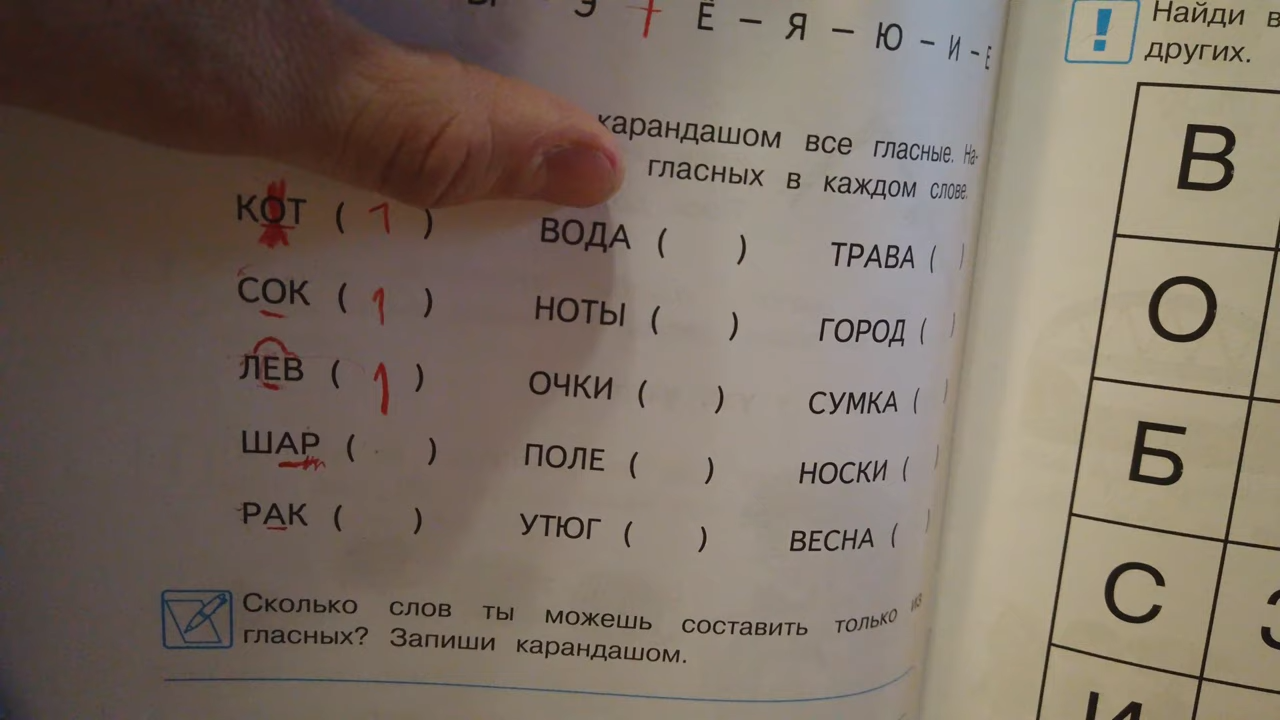 Э Ё – Я – Ю – И – Е
карандашом все гласные. На-
гласных в каждом слове.
КОТ ( 1 ) ВОДА ( ) ТРАВА ( )
СОК ( 1 ) НОТЫ ( ) ГОРОД ( )
ЛЕВ ( 1 ) ОЧКИ ( ) СУМКА ( )
ШАР ( ) ПОЛЕ ( ) НОСКИ ( )
РАК ( ) УТЮГ ( ) ВЕСНА ( )
Сколько слов ты можешь составить только из
гласных? Запиши карандашом.
! Найди в
других.
В
О
Б
С
И